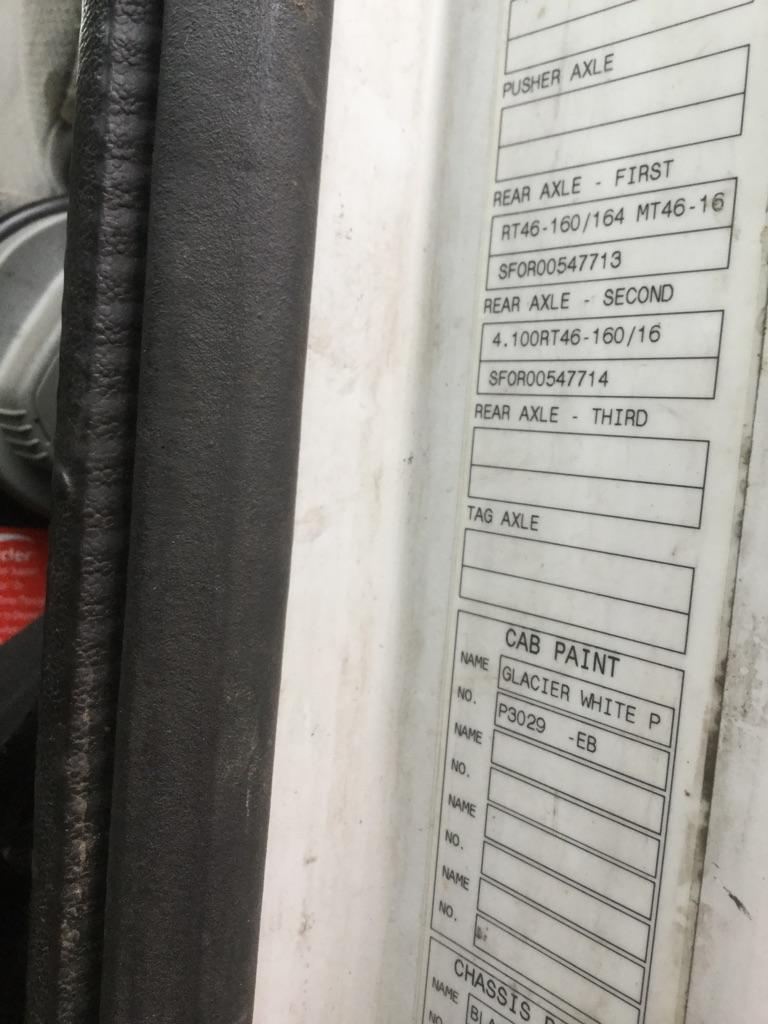 PUSHER AXLE
REAR AXLE - FIRST
RT46-160/164 MT46-16
SFOR00547713
REAR AXLE - SECOND
4.100RT46-160/16
SFOR00547714
REAR AXLE - THIRD
TAG AXLE
CAB PAINT
NAME GLACIER WHITE P
NO. P3029 -EB
NAME
NO.
NAME
NO.
NAME
NO.
CHASSIS
NAME
NO.